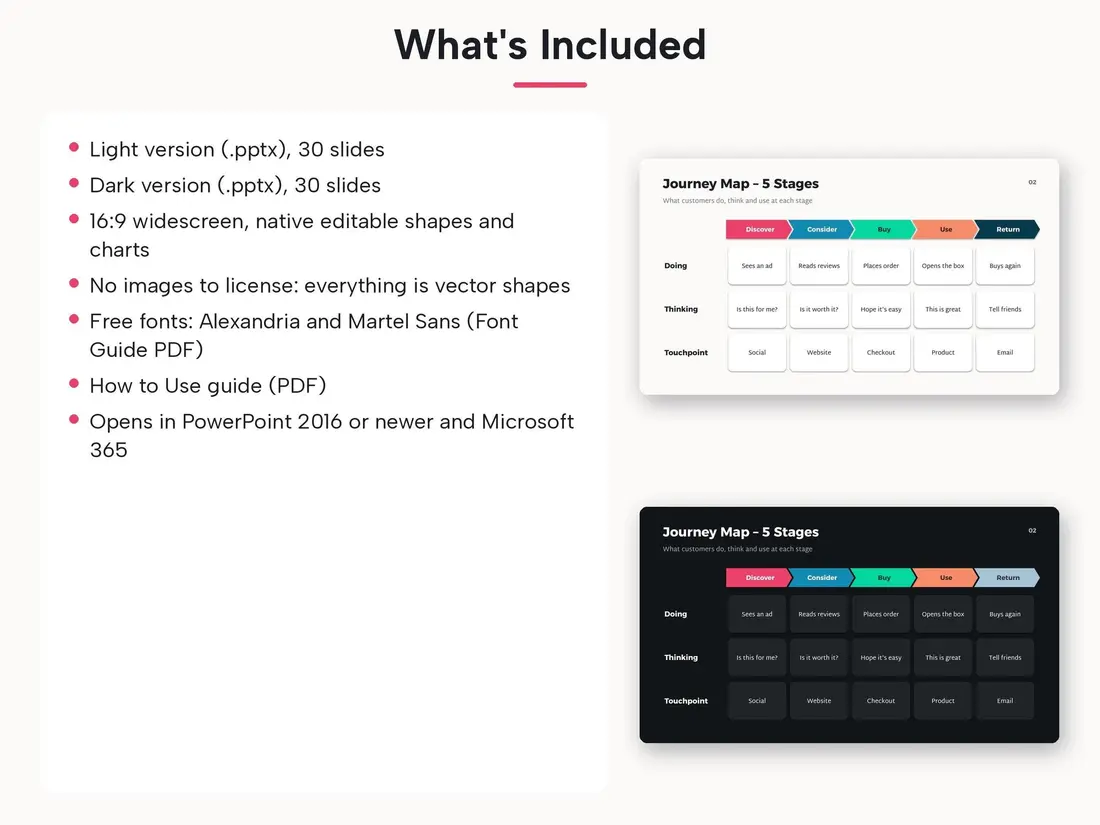 What's Included
Light version (.pptx), 30 slides
Dark version (.pptx), 30 slides
16:9 widescreen, native editable shapes and
charts
No images to license: everything is vector shapes
Free fonts: Alexandria and Martel Sans (Font
Guide PDF)
How to Use guide (PDF)
Opens in PowerPoint 2016 or newer and Microsoft
365
Journey Map – 5 Stages
02
What customers do, think and use at each stage
Discover Consider Buy Use Return
Doing Sees an ad Reads reviews Places order Opens the box Buys again
Thinking Is this for me? Is it worth it? Hope it's easy This is great Tell friends
Touchpoint Social Website Checkout Product Email
Journey Map – 5 Stages
02
What customers do, think and use at each stage
Discover Consider Buy Use Return
Doing Sees an ad Reads reviews Places order Opens the box Buys again
Thinking Is this for me? Is it worth it? Hope it's easy This is great Tell friends
Touchpoint Social Website Checkout Product Email